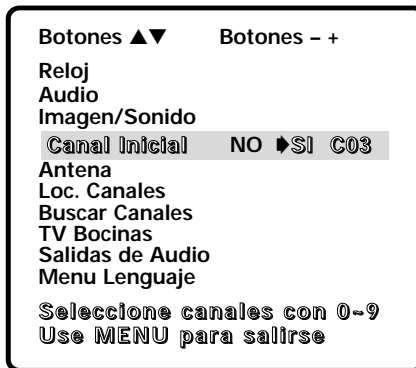 Botones ▲▼ Botones – +
Reloj
Audio
Imagen/Sonido
Canal Inicial NO ➧SI C03
Antena
Loc. Canales
Buscar Canales
TV Bocinas
Salidas de Audio
Menu Lenguaje
Seleccione canales con 0~9
Use MENU para salirse